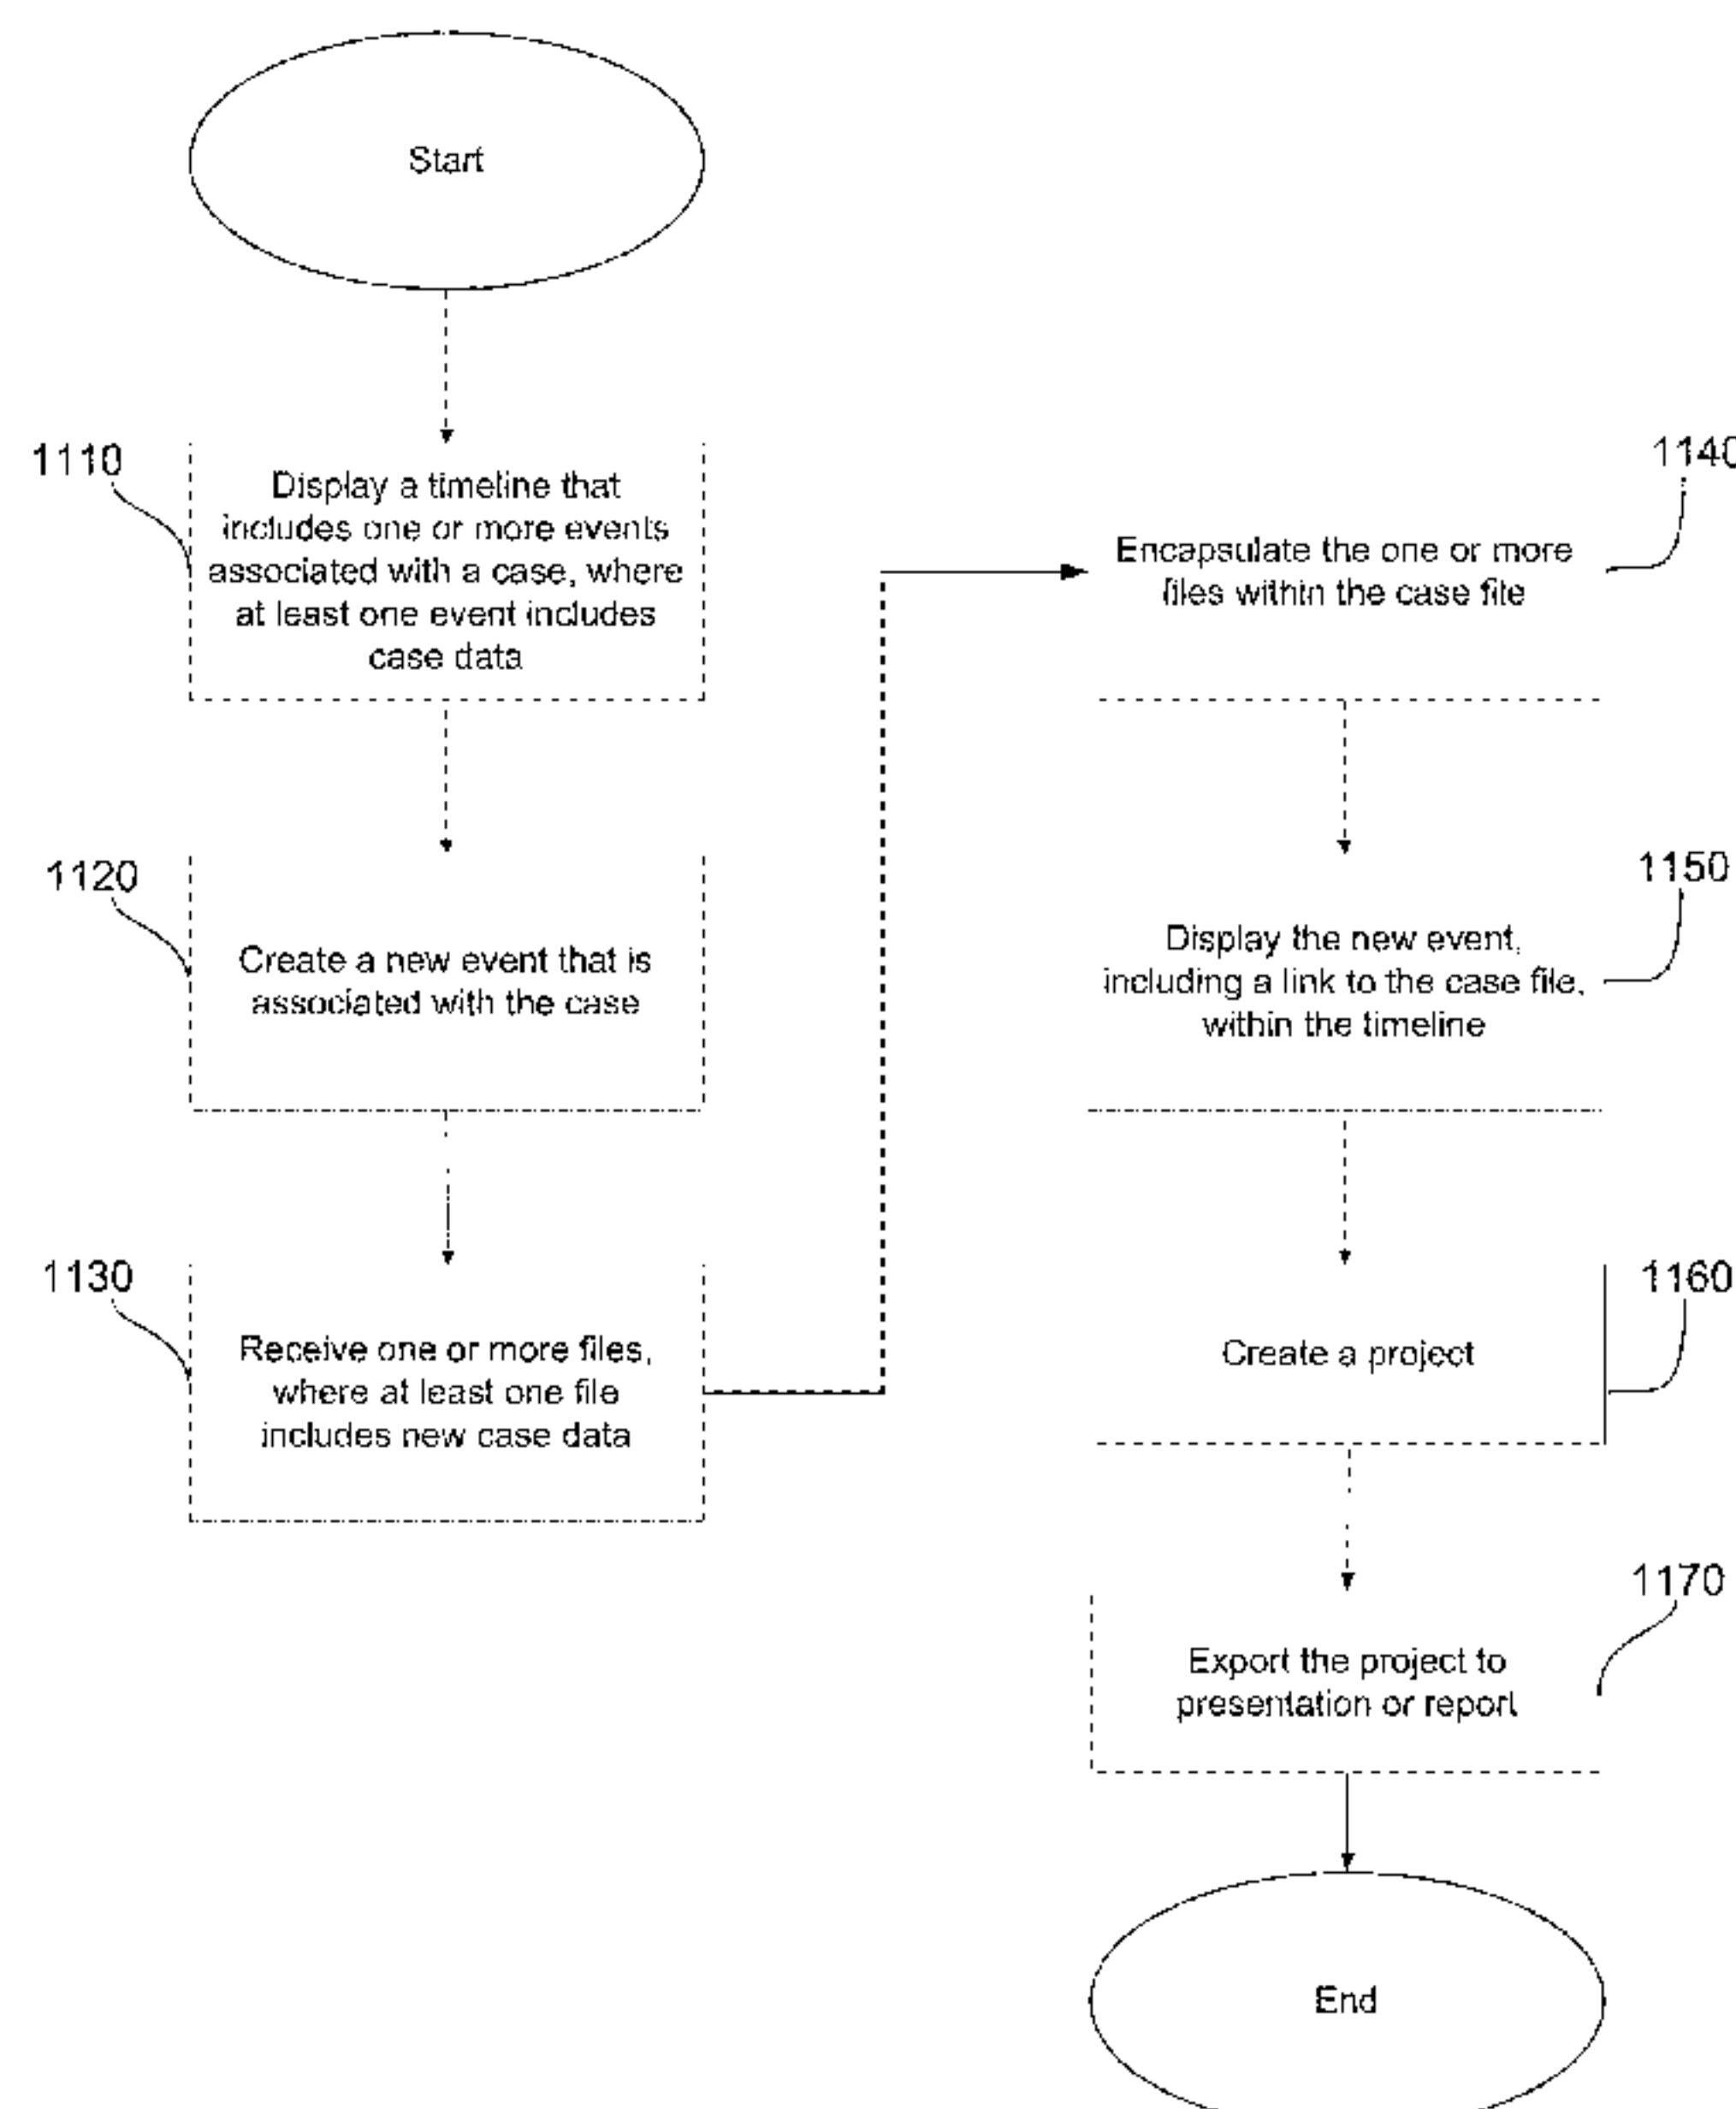 Start
1110
Display a timeline that
includes one or more events
associated with a case, where
at least one event includes
case data
1120
Create a new event that is
associated with the case
1130
Receive one or more files,
where at least one file
includes new case data
1140
Encapsulate the one or more
files within the case file
1150
Display the new event,
including a link to the case file,
within the timeline
1160
Create a project
1170
Export the project to
presentation or report
End